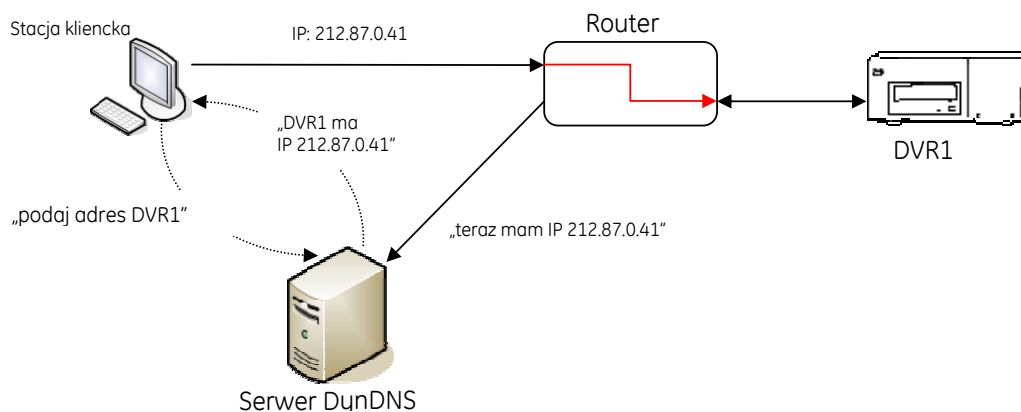 Stacja kliencka
IP: 212.87.0.41
Router
„DVR1 ma
IP 212.87.0.41”
DVR1
„podaj adres DVR1”
„teraz mam IP 212.87.0.41”
Serwer DynDNS